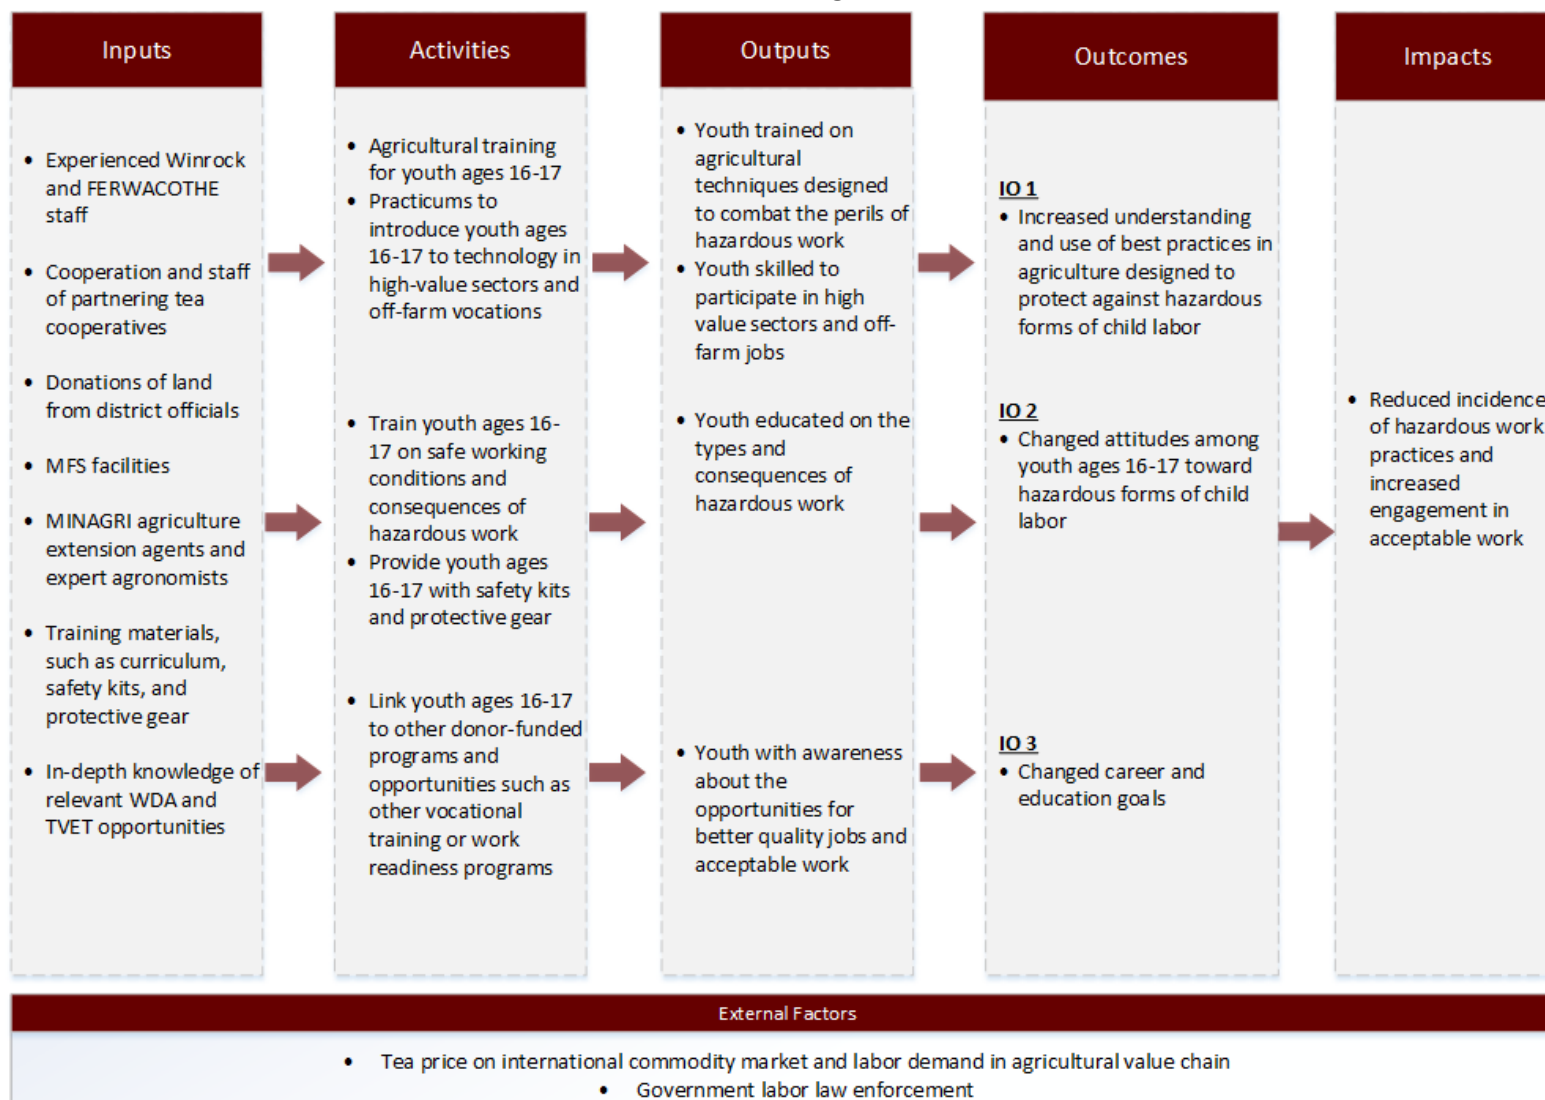 Inputs
• Experienced Winrock
and FERWACOTHE
staff
• Cooperation and staff
of partnering tea
cooperatives
• Donations of land
from district officials
• MFS facilities
• MINAGRI agriculture
extension agents and
expert agronomists
• Training materials,
such as curriculum,
safety kits, and
protective gear
• In-depth knowledge of
relevant WDA and
TVET opportunities
Activities
• Agricultural training
for youth ages 16-17
• Practicums to
introduce youth ages
16-17 to technology in
high-value sectors and
off-farm vocations
• Train youth ages 16-
17 on safe working
conditions and
consequences of
hazardous work
• Provide youth ages
16-17 with safety kits
and protective gear
• Link youth ages 16-17
to other donor-funded
programs and
opportunities such as
other vocational
training or work
readiness programs
Outputs
• Youth trained on
agricultural
techniques designed
to combat the perils of
hazardous work
• Youth skilled to
participate in high
value sectors and off-
farm jobs
• Youth educated on the
types and
consequences of
hazardous work
• Youth with awareness
about the
opportunities for
better quality jobs and
acceptable work
Outcomes
IO 1
• Increased understanding
and use of best practices in
agriculture designed to
protect against hazardous
forms of child labor
IO 2
• Changed attitudes among
youth ages 16-17 toward
hazardous forms of child
labor
IO 3
• Changed career and
education goals
Impacts
• Reduced incidence
of hazardous work
practices and
increased
engagement in
acceptable work
External Factors
• Tea price on international commodity market and labor demand in agricultural value chain
• Government labor law enforcement